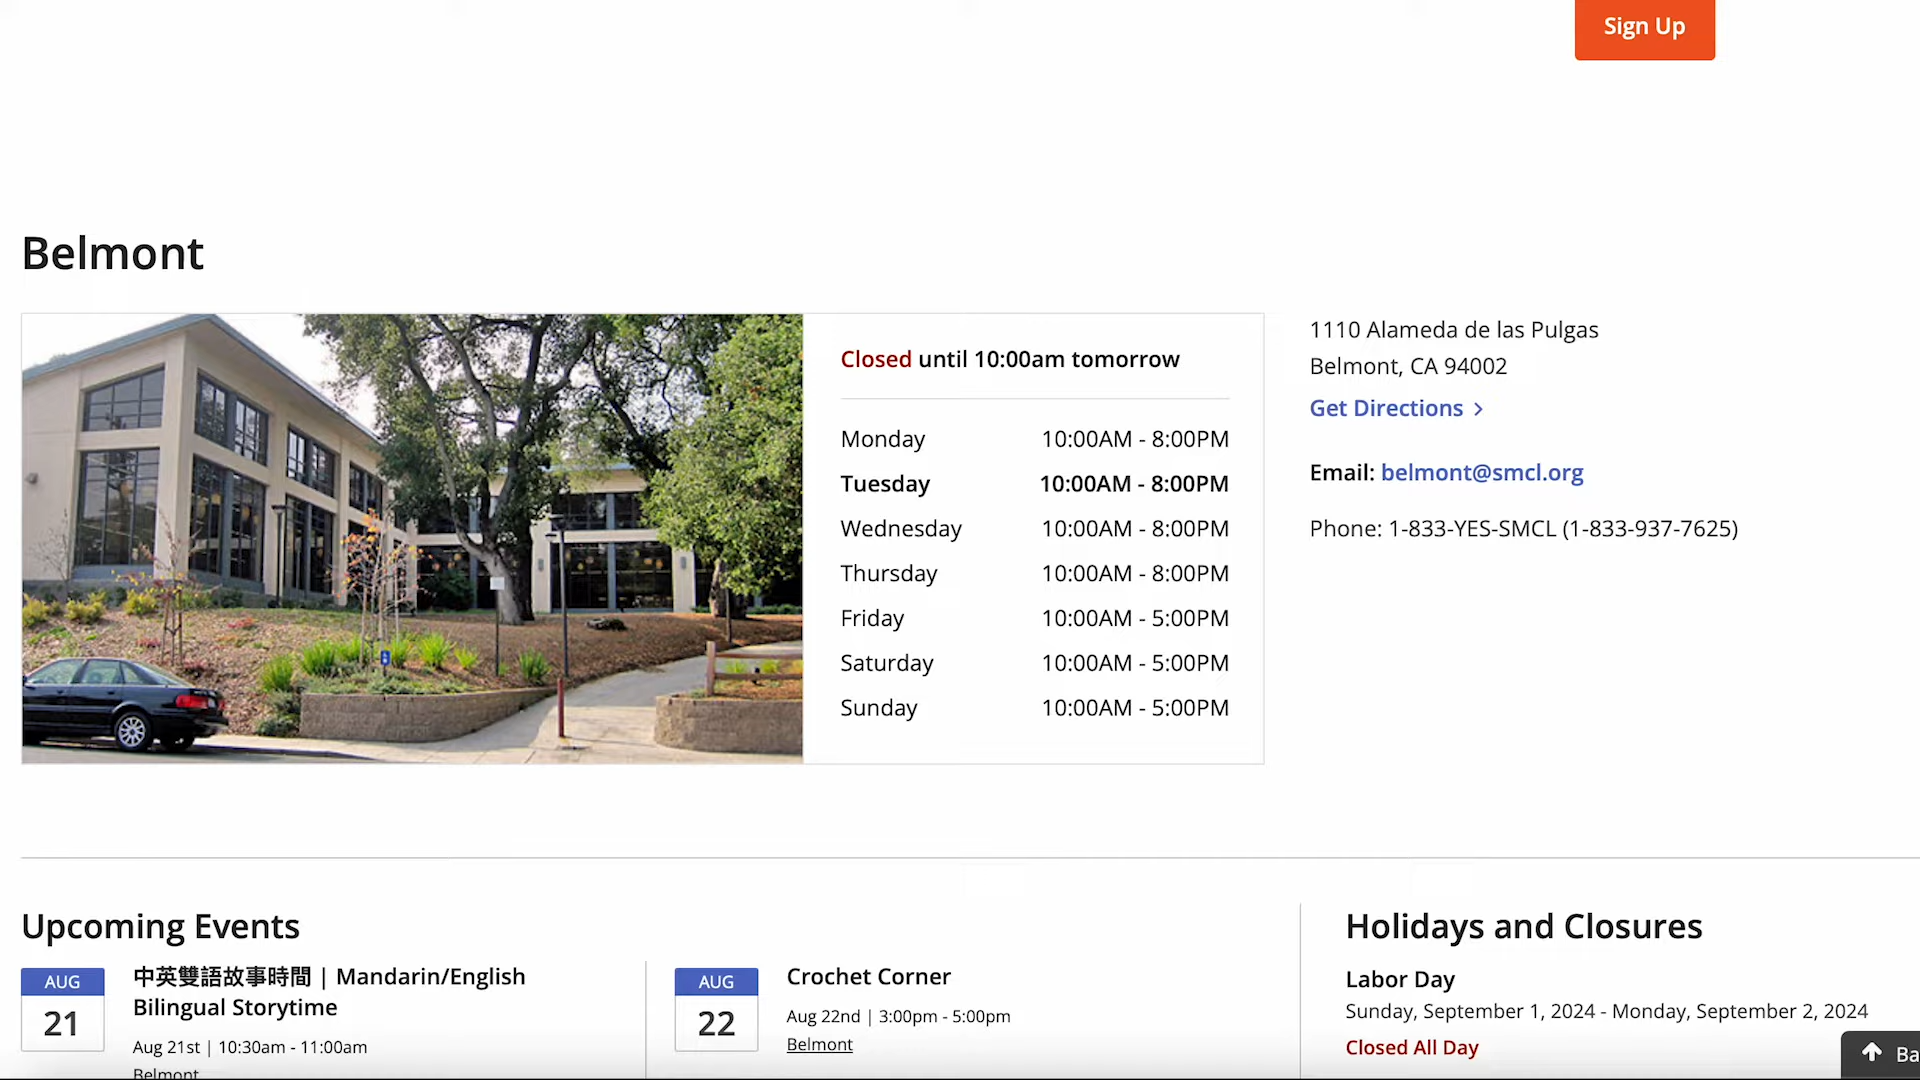 Sign Up
Belmont
Closed until 10:00am tomorrow
Monday 10:00AM - 8:00PM
Tuesday 10:00AM - 8:00PM
Wednesday 10:00AM - 8:00PM
Thursday 10:00AM - 8:00PM
Friday 10:00AM - 5:00PM
Saturday 10:00AM - 5:00PM
Sunday 10:00AM - 5:00PM
1110 Alameda de las Pulgas
Belmont, CA 94002
Get Directions
Email: belmont@smcl.org
Phone: 1-833-YES-SMCL (1-833-937-7625)
Upcoming Events
AUG
21
中英雙語故事時間 | Mandarin/English
Bilingual Storytime
Aug 21st | 10:30am - 11:00am
Belmont
AUG
22
Crochet Corner
Aug 22nd | 3:00pm - 5:00pm
Belmont
Holidays and Closures
Labor Day
Sunday, September 1, 2024 - Monday, September 2, 2024
Closed All Day
Ba